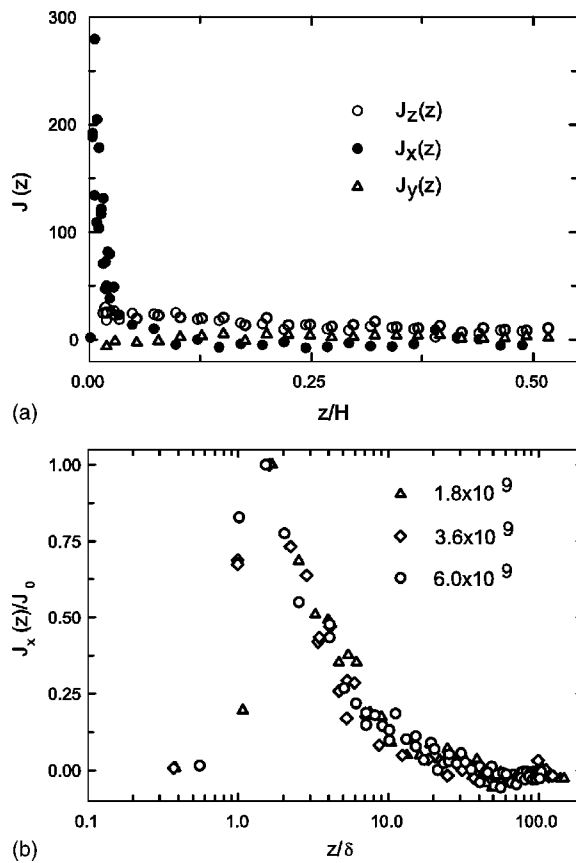 300
200
100
0
J (z)
J_z(z)
J_x(z)
J_y(z)
0.00 0.25 0.50
z/H
(a)
1.00
0.75
0.50
0.25
0.00
J_x(z)/J_0
1.8x10^9
3.6x10^9
6.0x10^9
0.1 1.0 10.0 100.0
z/δ
(b)